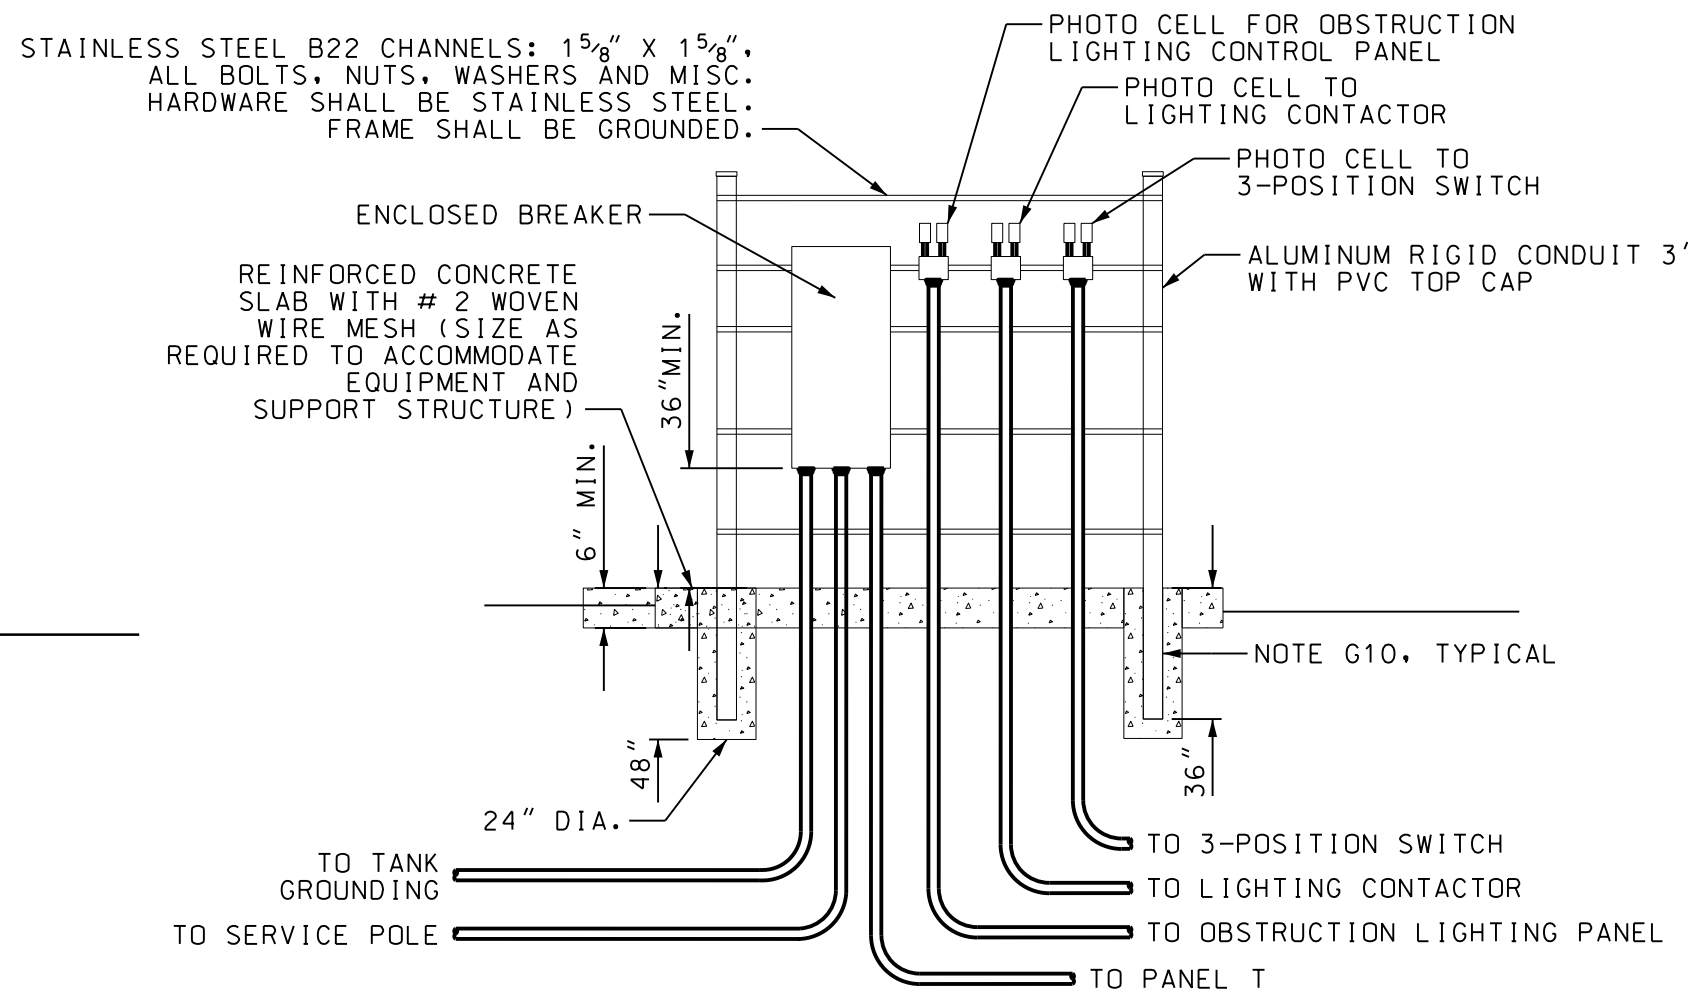 STAINLESS STEEL B22 CHANNELS: 1 5/8" X 1 5/8",
ALL BOLTS, NUTS, WASHERS AND MISC.
HARDWARE SHALL BE STAINLESS STEEL.
FRAME SHALL BE GROUNDED.
PHOTO CELL FOR OBSTRUCTION
LIGHTING CONTROL PANEL
PHOTO CELL TO
LIGHTING CONTACTOR
PHOTO CELL TO
3-POSITION SWITCH
ENCLOSED BREAKER
ALUMINUM RIGID CONDUIT 3'
WITH PVC TOP CAP
REINFORCED CONCRETE
SLAB WITH # 2 WOVEN
WIRE MESH (SIZE AS
REQUIRED TO ACCOMMODATE
EQUIPMENT AND
SUPPORT STRUCTURE)
36"MIN.
6" MIN.
NOTE G10, TYPICAL
48"
36"
24" DIA.
TO TANK
GROUNDING
TO SERVICE POLE
TO 3-POSITION SWITCH
TO LIGHTING CONTACTOR
TO OBSTRUCTION LIGHTING PANEL
TO PANEL T